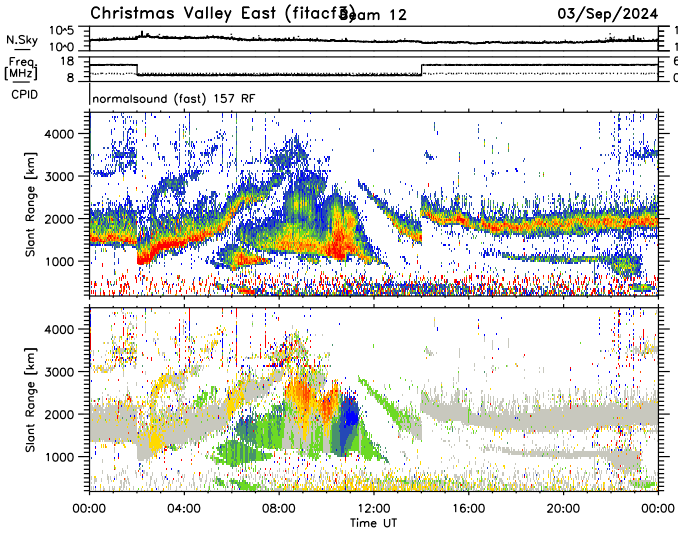 Christmas Valley East (fitacf3) Beam 12 03/Sep/2024
N.Sky 10^5 10^0
Freq. [MHz] 18 8
CPID normalsound (fast) 157 RF
Slant Range [km] 4000 3000 2000 1000
Slant Range [km] 4000 3000 2000 1000
00:00 04:00 08:00 12:00 16:00 20:00 00:00
Time UT